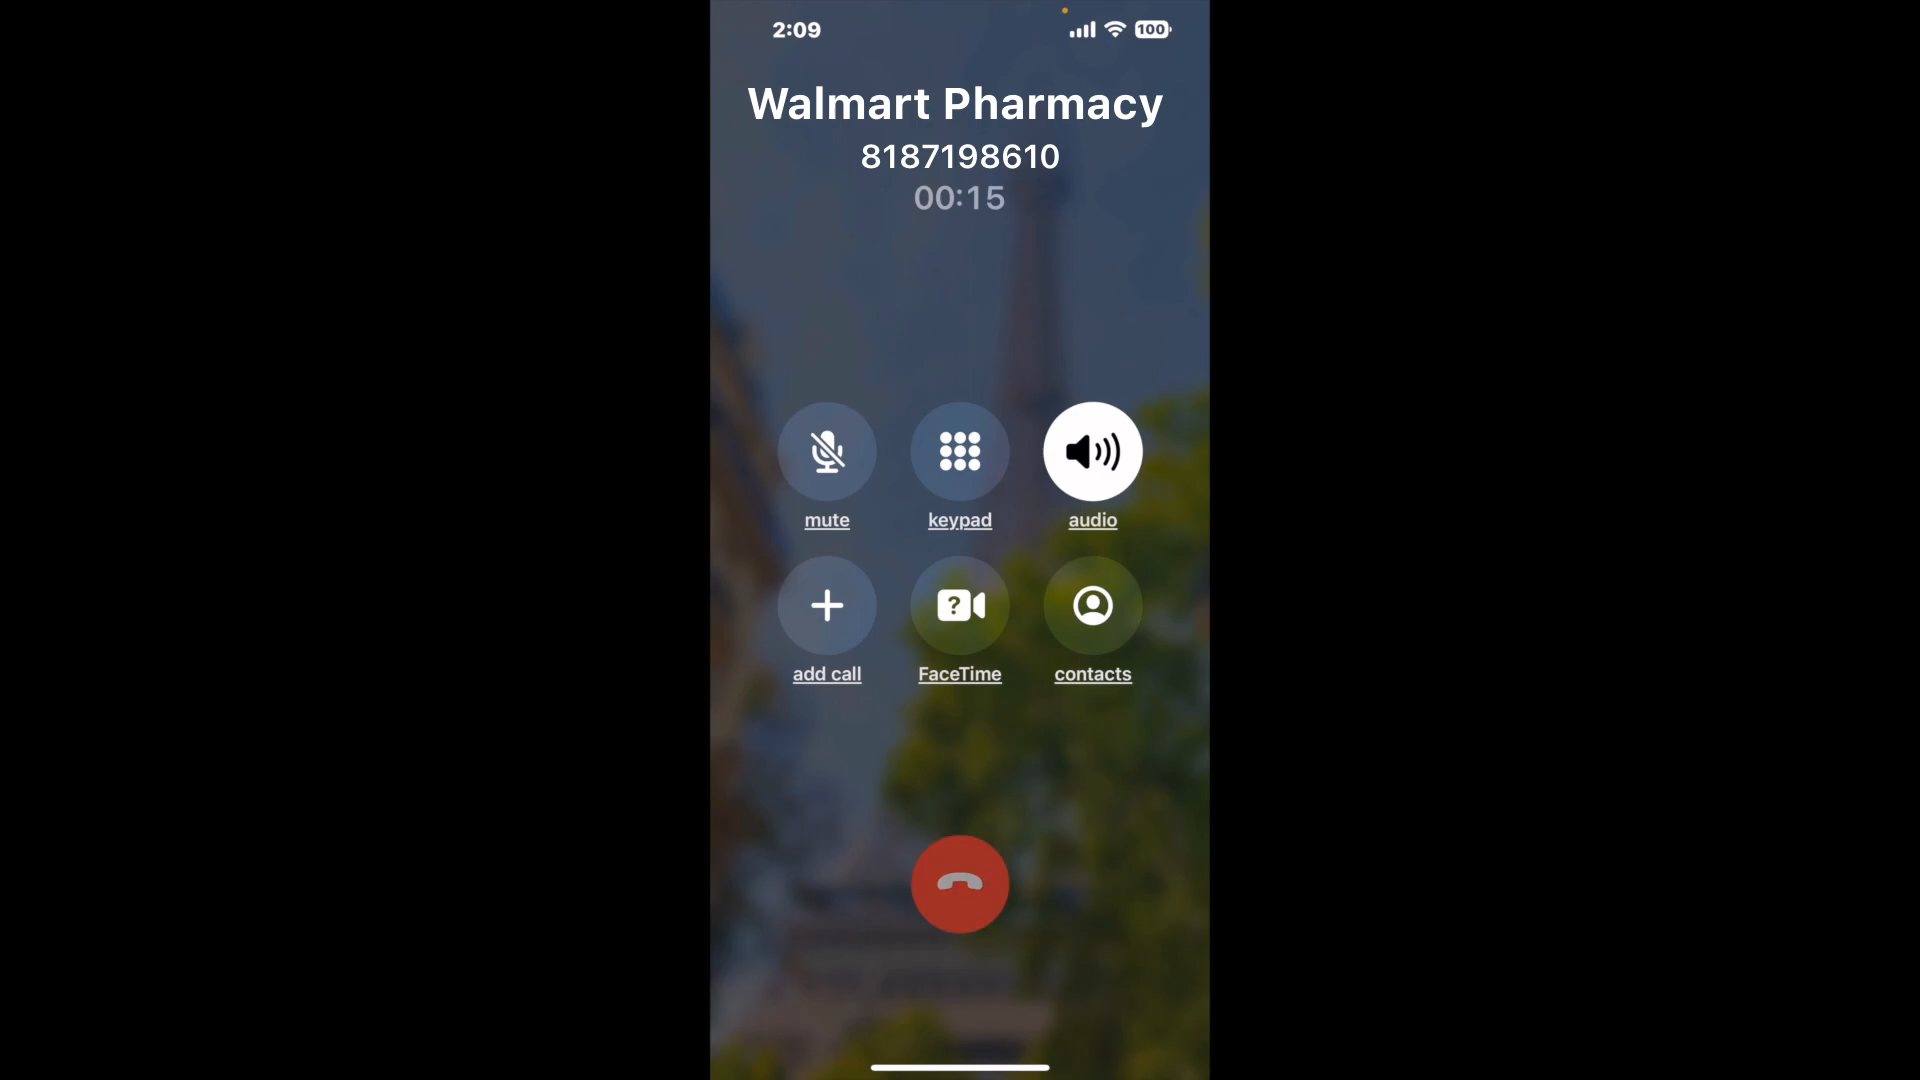 2:09
100
Walmart Pharmacy
8187198610
00:15
mute
keypad
audio
?
add call
FaceTime
contacts